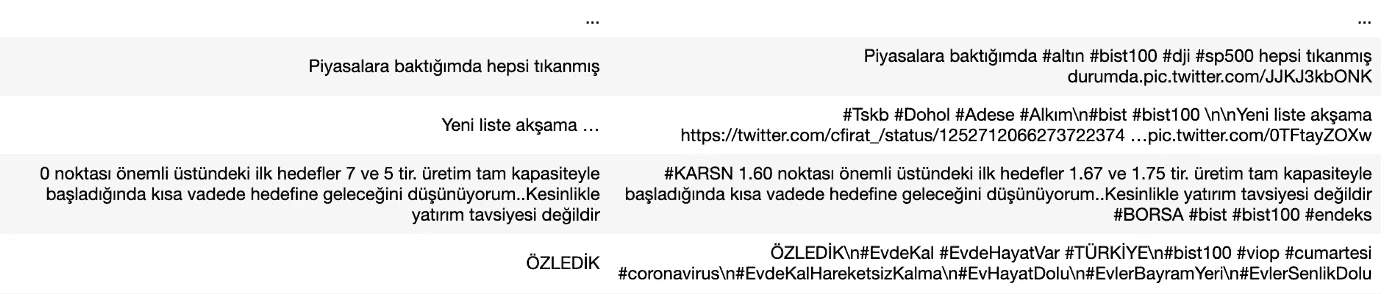 ...
...
Piyasalara baktığımda hepsi tıkanmış
Piyasalara baktığımda #altın #bist100 #dji #sp500 hepsi tıkanmış
durumda.pic.twitter.com/JJKJ3kbONK
Yeni liste akşama …
#Tskb #Dohol #Adese #Alkım\n#bist #bist100 \n\nYeni liste akşama
https://twitter.com/cfirat_/status/1252712066273722374 …pic.twitter.com/0TFtayZOXw
0 noktası önemli üstündeki ilk hedefler 7 ve 5 tir. üretim tam kapasiteyle
başladığında kısa vadede hedefine geleceğini düşünüyorum..Kesinlikle
yatırım tavsiyesi değildir
#KARSN 1.60 noktası önemli üstündeki ilk hedefler 1.67 ve 1.75 tir. üretim tam kapasiteyle
başladığında kısa vadede hedefine geleceğini düşünüyorum..Kesinlikle yatırım tavsiyesi değildir
#BORSA #bist #bist100 #endeks
ÖZLEDİK
ÖZLEDİK\n#EvdeKal #EvdeHayatVar #TÜRKİYE\n#bist100 #viop #cumartesi
#coronavirus\n#EvdeKalHareketsizKalma\n#EvHayatDolu\n#EvlerBayramYeri\n#EvlerSenlikDolu